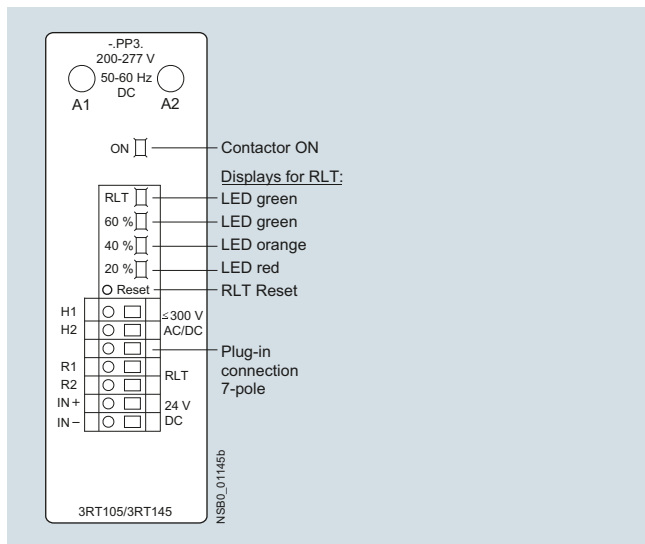 -.PP3.
200-277 V
50-60 Hz
DC
A1 A2
ON Contactor ON
Displays for RLT:
RLT LED green
60 % LED green
40 % LED orange
20 % LED red
Reset RLT Reset
H1 ≤300 V
H2 AC/DC
Plug-in
connection
7-pole
R1 RLT
R2
IN+ 24 V
IN– DC
NSB0_01145b
3RT105/3RT145